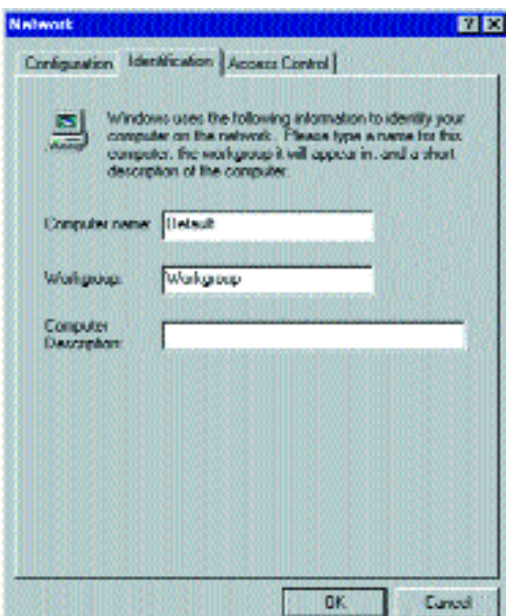 Network
Configuration Identification Access Control
Windows uses the following information to identify your
computer on the network. Please type a name for this
computer, the workgroup it will appear in, and a short
description of the computer.
Computer name: Default
Workgroup: Workgroup
Computer
Description:
OK Cancel